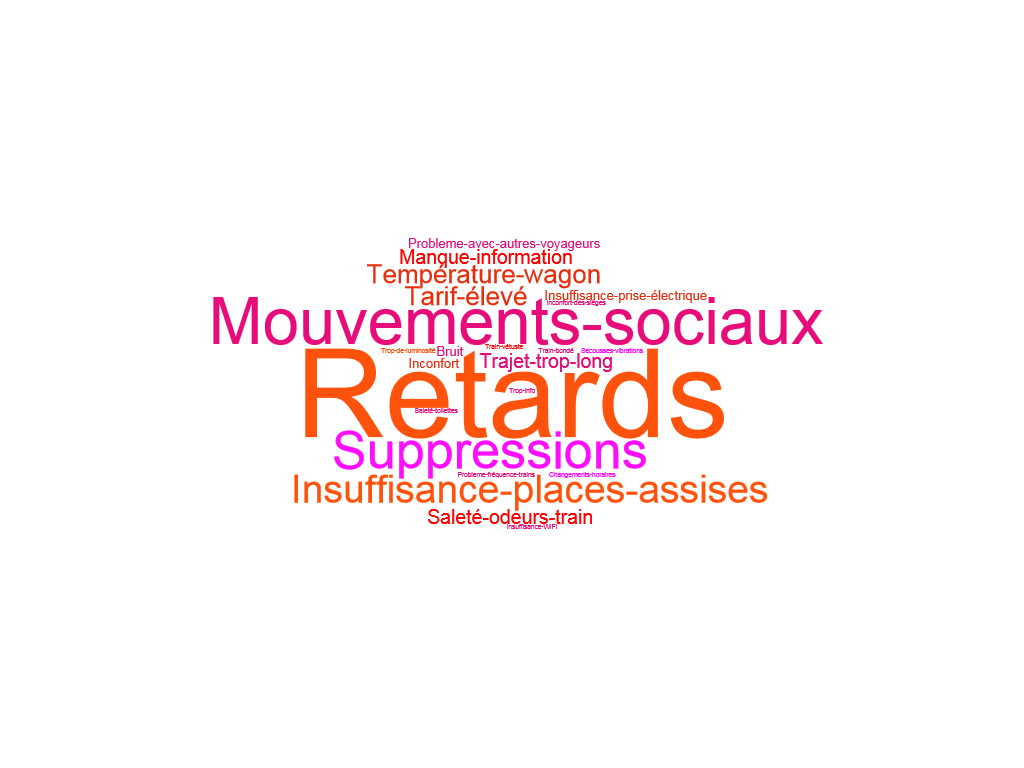 Probleme-avec-autres-voyageurs
Manque-information
Température-wagon
Tarif-élevé
Insuffisance-prise-électrique
Inconfort-des-sièges
Mouvements-sociaux
Trop-de-luminosité
Bruit
Train-vétuste
Train-bondé
Secousses-vibrations
Inconfort
Trajet-trop-long
Retards
Trop-info
Saleté-toilettes
Suppressions
Probleme-fréquence-trains
Changements-horaires
Insuffisance-places-assises
Saleté-odeurs-train
Insuffisance-WiFi